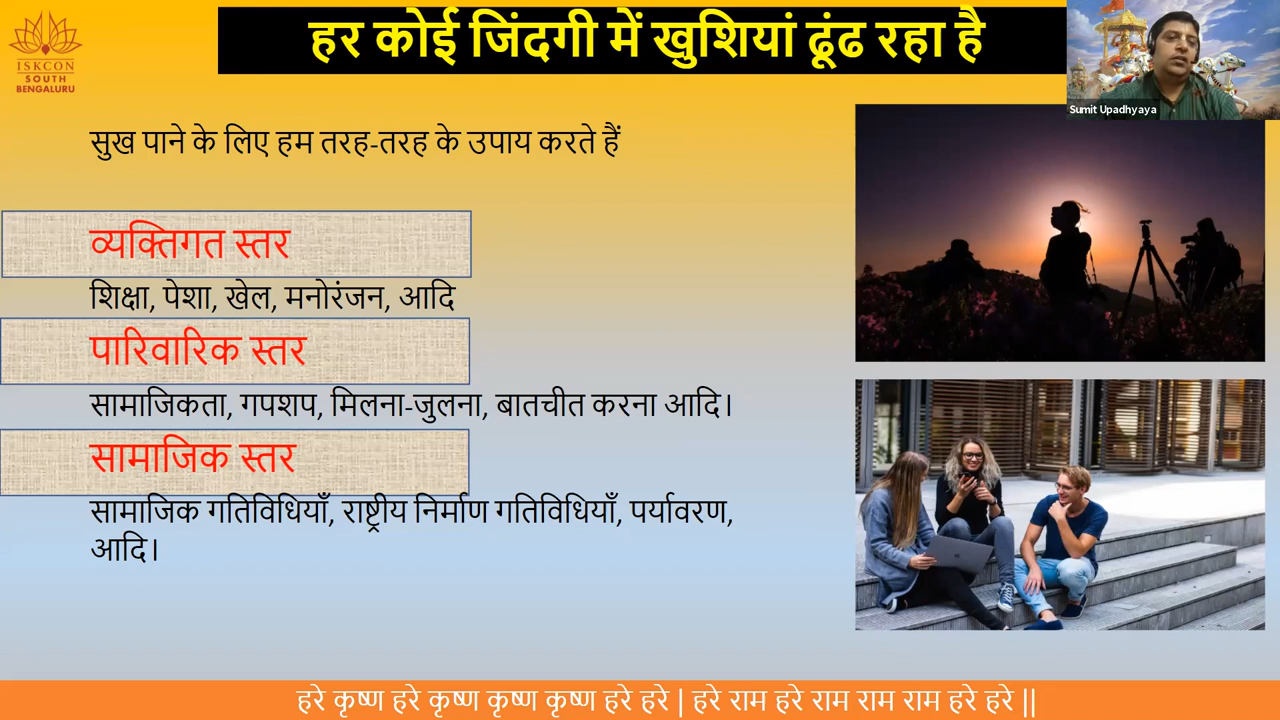 हर कोई जिंदगी में खुशियां ढूंढ रहा है
ISKCON
SOUTH
BENGALURU
Sumit Upadhyaya
सुख पाने के लिए हम तरह-तरह के उपाय करते हैं
व्यक्तिगत स्तर
शिक्षा, पेशा, खेल, मनोरंजन, आदि
पारिवारिक स्तर
सामाजिकता, गपशप, मिलना-जुलना, बातचीत करना आदि।
सामाजिक स्तर
सामाजिक गतिविधियाँ, राष्ट्रीय निर्माण गतिविधियाँ, पर्यावरण,
आदि।
हरे कृष्ण हरे कृष्ण कृष्ण कृष्ण हरे हरे | हरे राम हरे राम राम राम हरे हरे ||